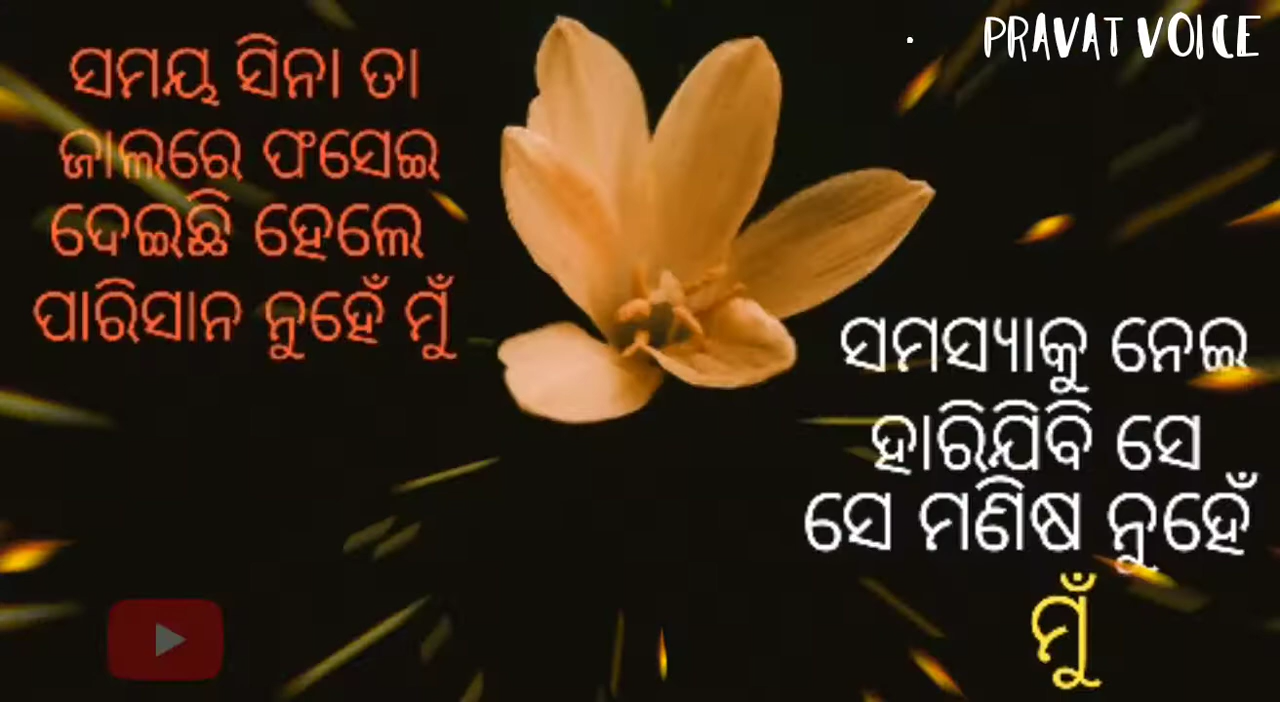 PRAVAT VOICE
ସମୟ ସିନା ତା
ଜାଲରେ ଫସେଇ
ଦେଇଛି ହେଲେ
ପାରିସାନ ନୁହେଁ ମୁଁ
ସମସ୍ୟାକୁ ନେଇ
ହାରିଯିବି ସେ
ସେ ମଣିଷ ନୁହେଁ
ମୁଁ